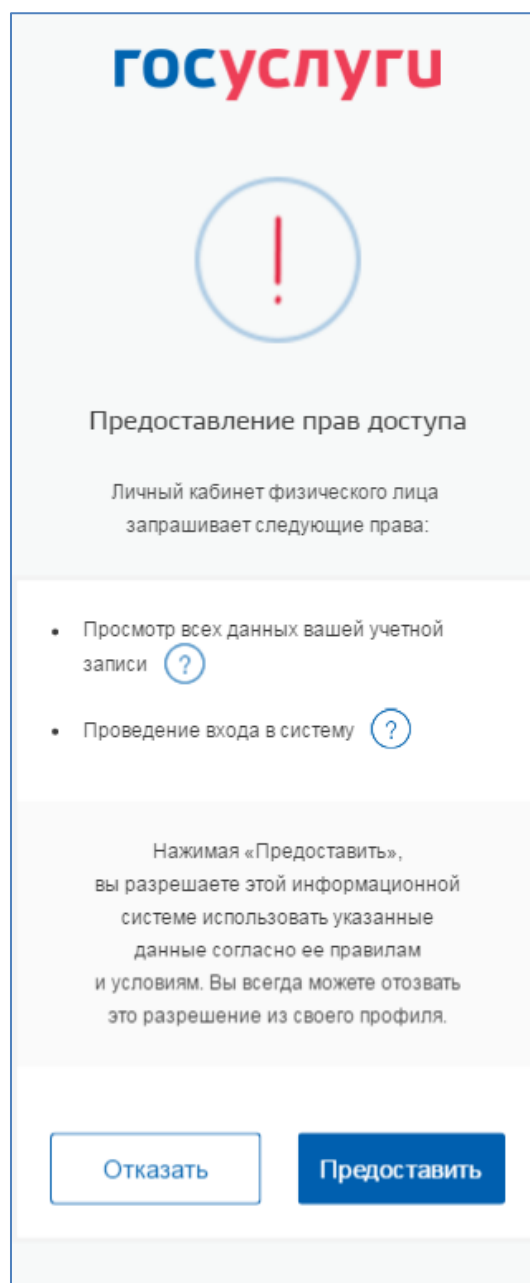 госуслуги
!
Предоставление прав доступа
Личный кабинет физического лица
запрашивает следующие права:
• Просмотр всех данных вашей учетной
записи ?
• Проведение входа в систему ?
Нажимая «Предоставить»,
вы разрешаете этой информационной
системе использовать указанные
данные согласно ее правилам
и условиям. Вы всегда можете отозвать
это разрешение из своего профиля.
Отказать Предоставить